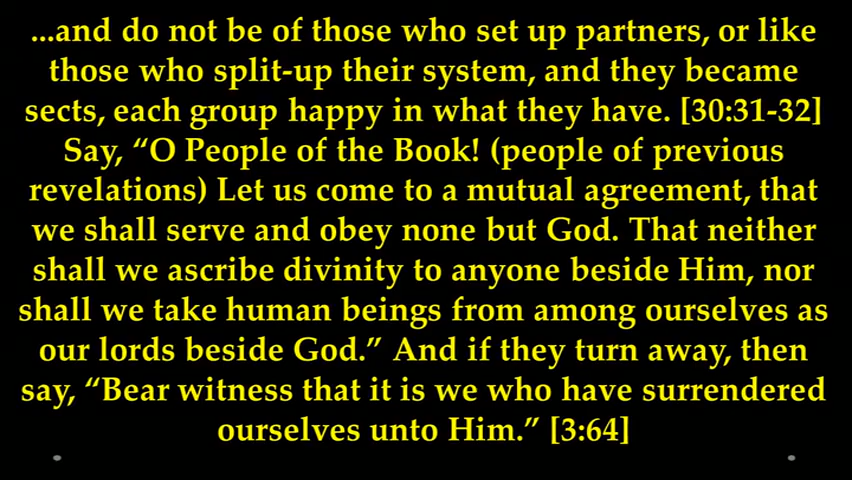 ...and do not be of those who set up partners, or like
those who split-up their system, and they became
sects, each group happy in what they have. [30:31-32]
Say, “O People of the Book! (people of previous
revelations) Let us come to a mutual agreement, that
we shall serve and obey none but God. That neither
shall we ascribe divinity to anyone beside Him, nor
shall we take human beings from among ourselves as
our lords beside God.” And if they turn away, then
say, “Bear witness that it is we who have surrendered
ourselves unto Him.” [3:64]